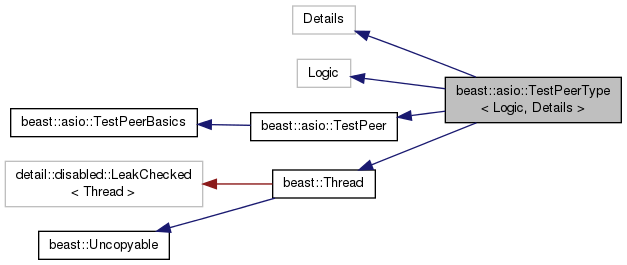 Details
Logic
beast::asio::TestPeerType
< Logic, Details >
beast::asio::TestPeerBasics
beast::asio::TestPeer
detail::disabled::LeakChecked
< Thread >
beast::Thread
beast::Uncopyable